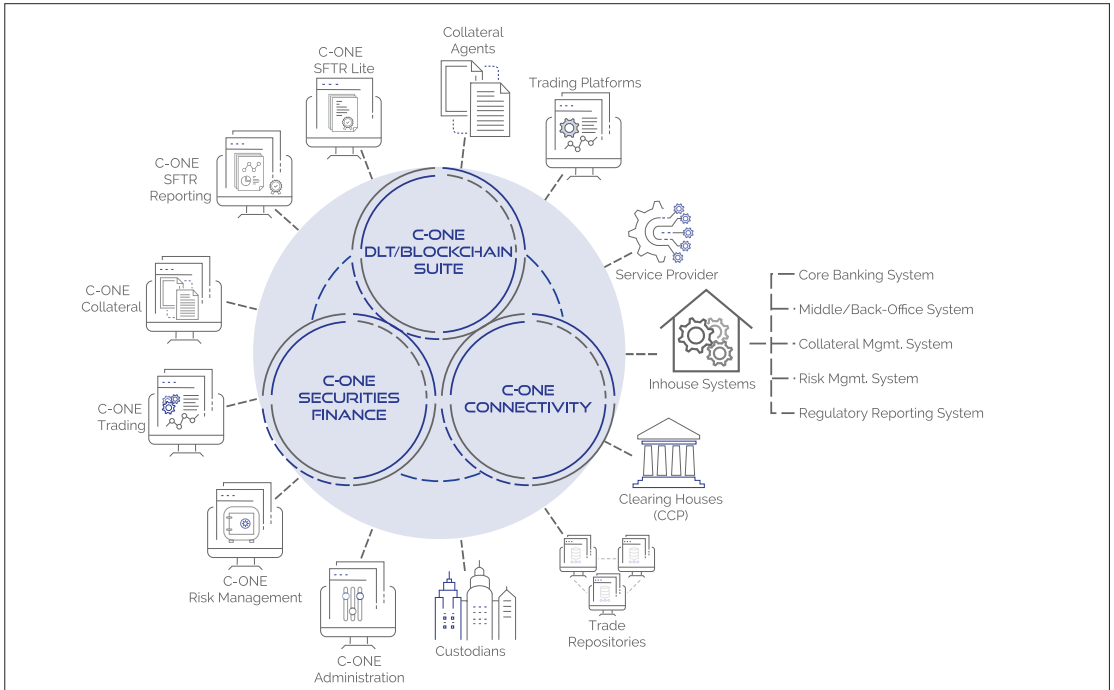 Collateral
Agents
C-ONE
SFTR Lite
Trading Platforms
C-ONE
SFTR
Reporting
C-ONE
DLT/BLOCKCHAIN
SUITE
Service Provider
Core Banking System
Middle/Back-Office System
Collateral Mgmt. System
Risk Mgmt. System
Regulatory Reporting System
Inhouse Systems
C-ONE
Collateral
C-ONE
SECURITIES
FINANCE
C-ONE
CONNECTIVITY
C-ONE
Trading
Clearing Houses
(CCP)
C-ONE
Risk Management
Trade
Repositories
Custodians
C-ONE
Administration